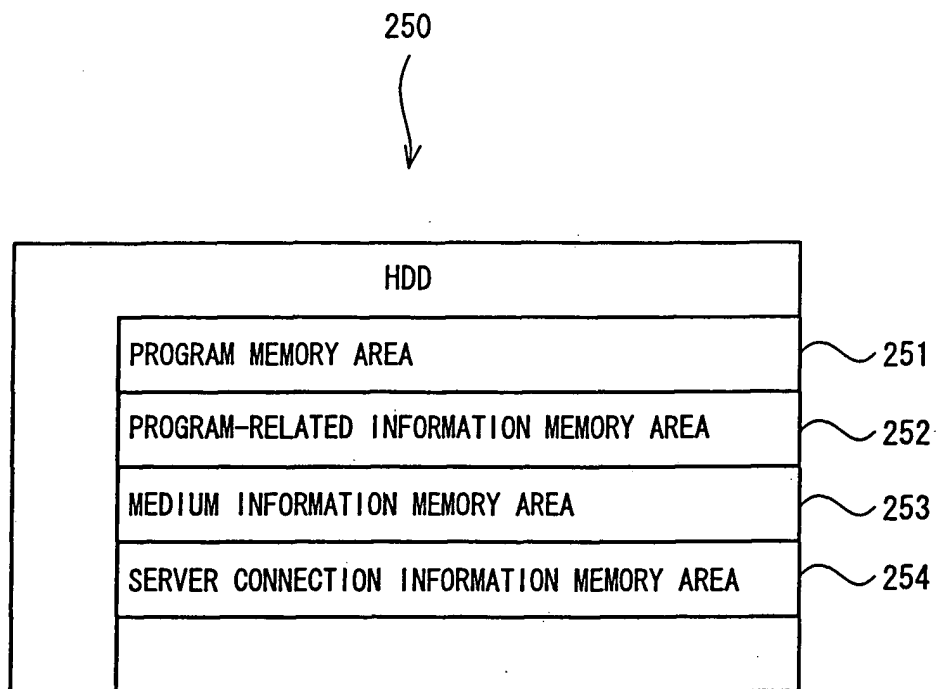 250
HDD
PROGRAM MEMORY AREA 251
PROGRAM-RELATED INFORMATION MEMORY AREA 252
MEDIUM INFORMATION MEMORY AREA 253
SERVER CONNECTION INFORMATION MEMORY AREA 254